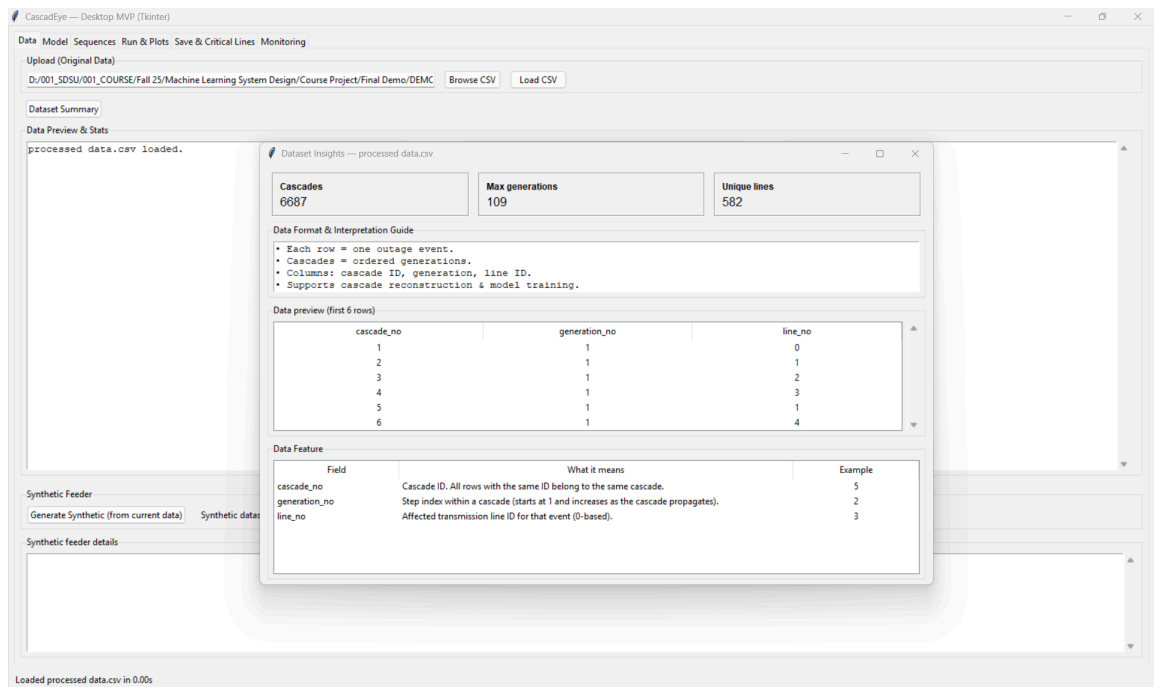 CascadEye — Desktop MVP (Tkinter)
Data Model Sequences Run & Plots Save & Critical Lines Monitoring
Upload (Original Data)
D:/001_SDSU/001_COURSE/Fall 25/Machine Learning System Design/Course Project/Final Demo/DEMC Browse CSV Load CSV
Dataset Summary
Data Preview & Stats
processed data.csv loaded.
Dataset Insights — processed data.csv
Cascades Max generations Unique lines
6687 109 582
Data Format & Interpretation Guide
• Each row = one outage event.
• Cascades = ordered generations.
• Columns: cascade ID, generation, line ID.
• Supports cascade reconstruction & model training.
Data preview (first 6 rows)
cascade_no generation_no line_no
1 1 0
2 1 1
3 1 2
4 1 3
5 1 1
6 1 4
Data Feature
Field What it means Example
cascade_no Cascade ID. All rows with the same ID belong to the same cascade. 5
generation_no Step index within a cascade (starts at 1 and increases as the cascade propagates). 2
line_no Affected transmission line ID for that event (0-based). 3
Synthetic Feeder
Generate Synthetic (from current data) Synthetic datas
Synthetic feeder details
Loaded processed data.csv in 0.00s